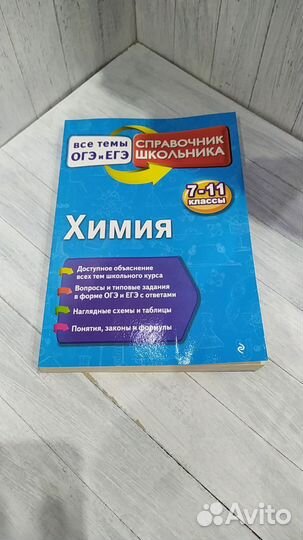 все темы
ОГЭ и ЕГЭ
СПРАВОЧНИК
ШКОЛЬНИКА
7-11
КЛАССЫ
Химия
Доступное объяснение
всех тем школьного курса
Вопросы и типовые задания
в форме ОГЭ и ЕГЭ с ответами
Наглядные схемы и таблицы
Понятия, законы и формулы
Avito